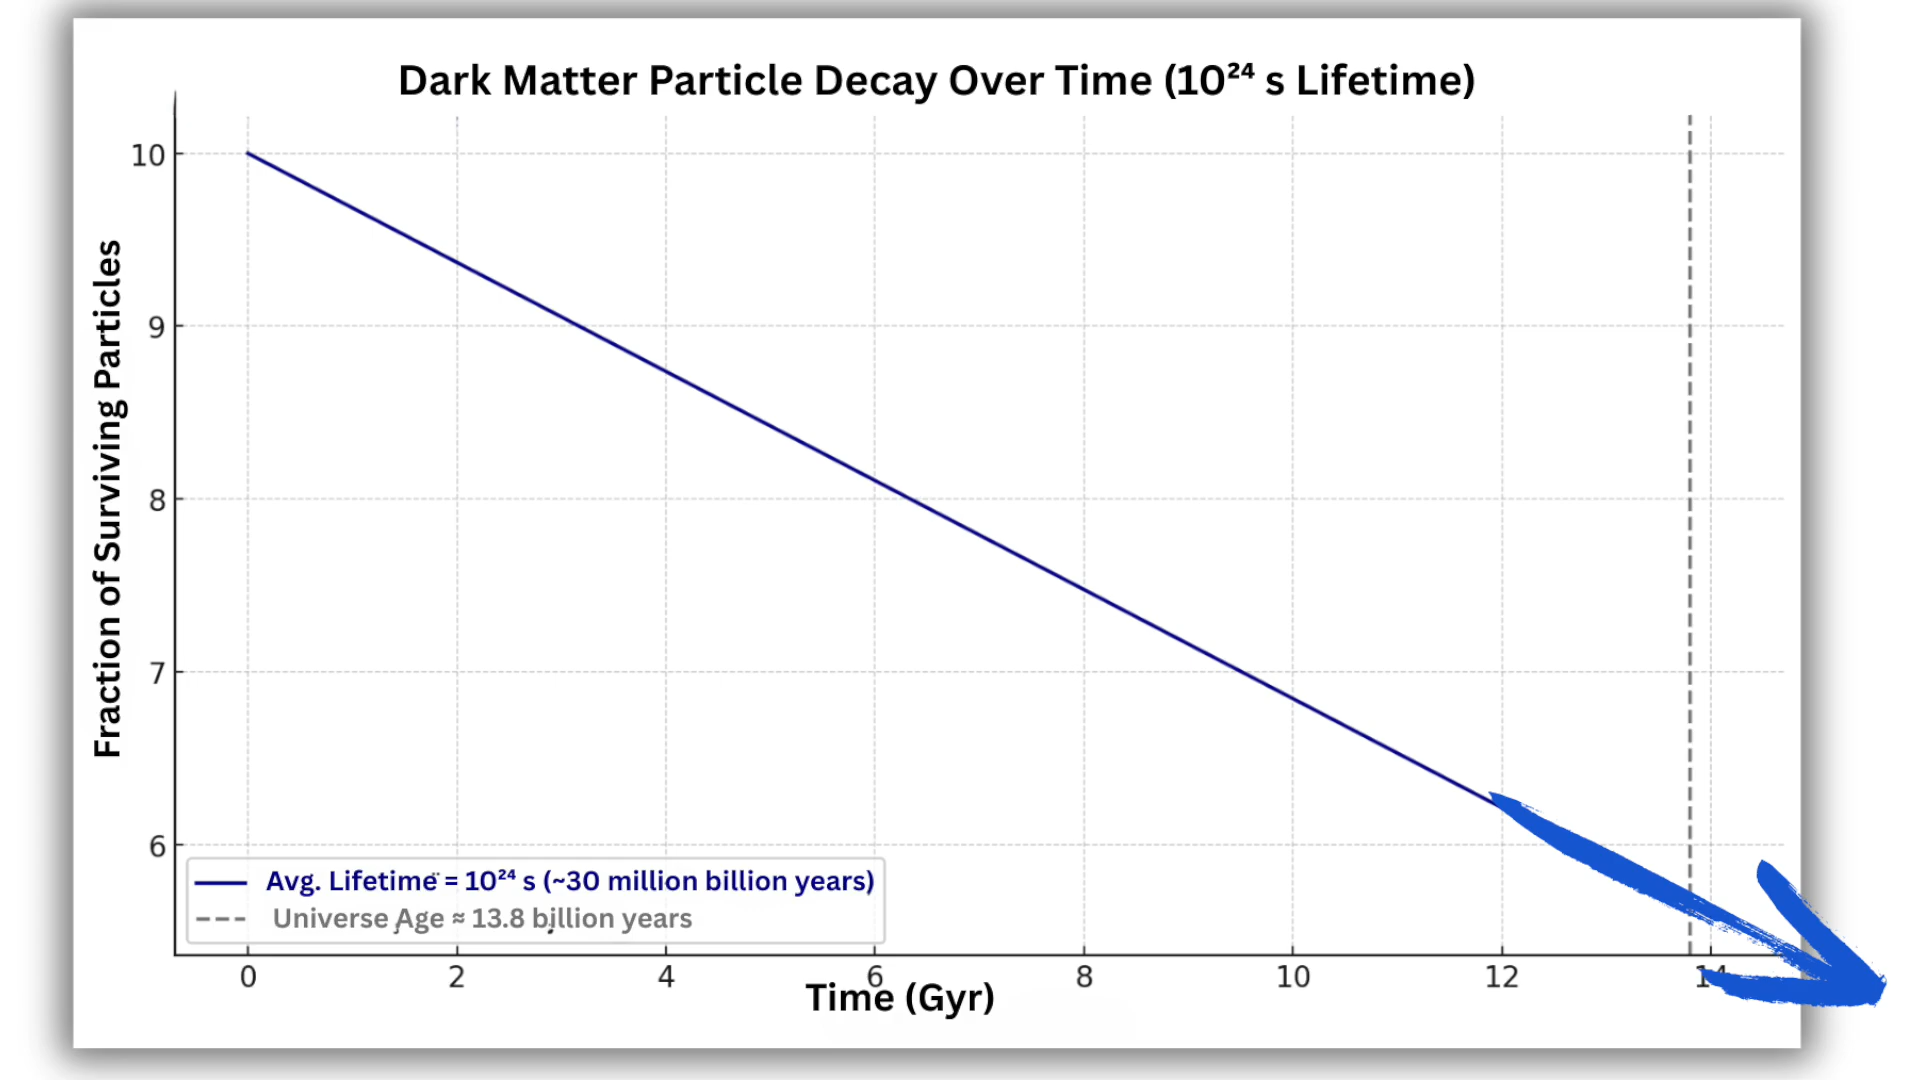 Dark Matter Particle Decay Over Time (10²⁴ s Lifetime)
Fraction of Surviving Particles
10
9
8
7
6
Avg. Lifetime = 10²⁴ s (~30 million billion years)
Universe Age ≈ 13.8 billion years
0 2 4 6 8 10 12 14
Time (Gyr)